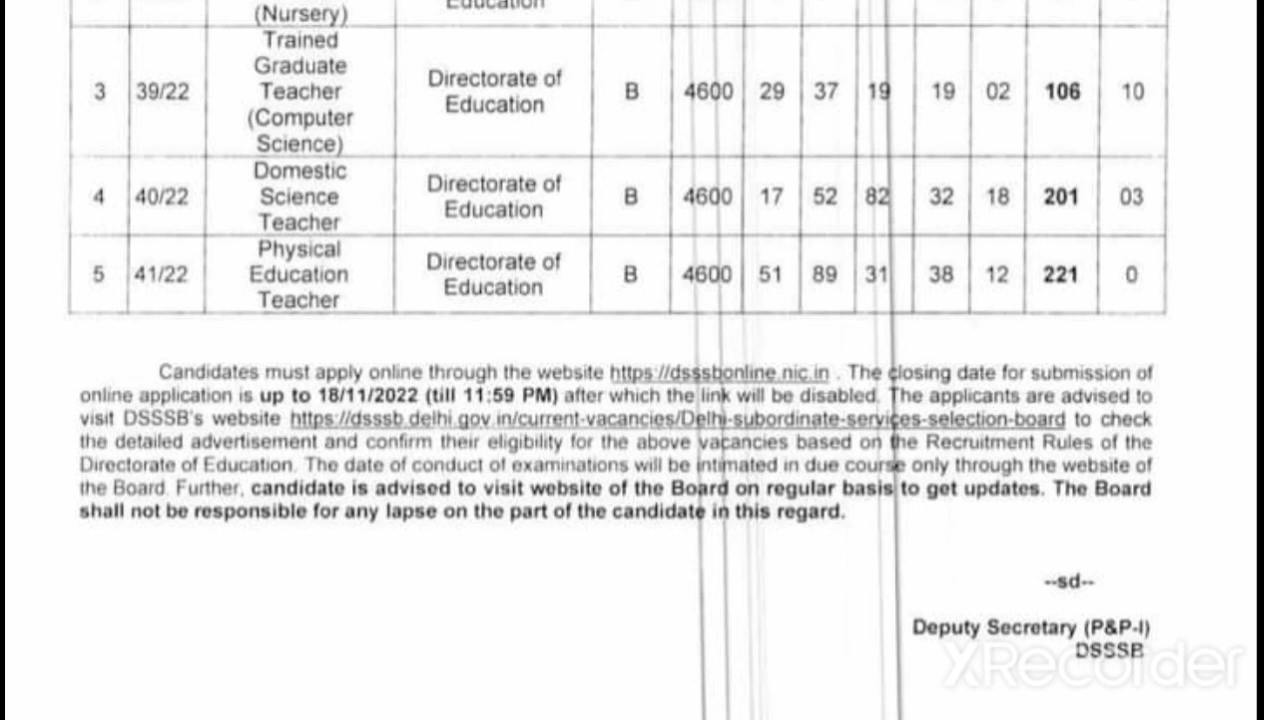 (Nursery)
Education
3 39/22 Trained Graduate Teacher (Computer Science) Directorate of Education B 4600 29 37 19 19 02 106 10
4 40/22 Domestic Science Teacher Directorate of Education B 4600 17 52 82 32 18 201 03
5 41/22 Physical Education Teacher Directorate of Education B 4600 51 89 31 38 12 221 0
Candidates must apply online through the website https://dsssbonline.nic.in . The closing date for submission of
online application is up to 18/11/2022 (till 11:59 PM) after which the link will be disabled. The applicants are advised to
visit DSSSB's website https://dsssb.delhi.gov.in/current-vacancies/Delhi-subordinate-services-selection-board to check
the detailed advertisement and confirm their eligibility for the above vacancies based on the Recruitment Rules of the
Directorate of Education. The date of conduct of examinations will be intimated in due course only through the website of
the Board. Further, candidate is advised to visit website of the Board on regular basis to get updates. The Board
shall not be responsible for any lapse on the part of the candidate in this regard.
--sd--
Deputy Secretary (P&P-I)
DSSSB
XRecorder